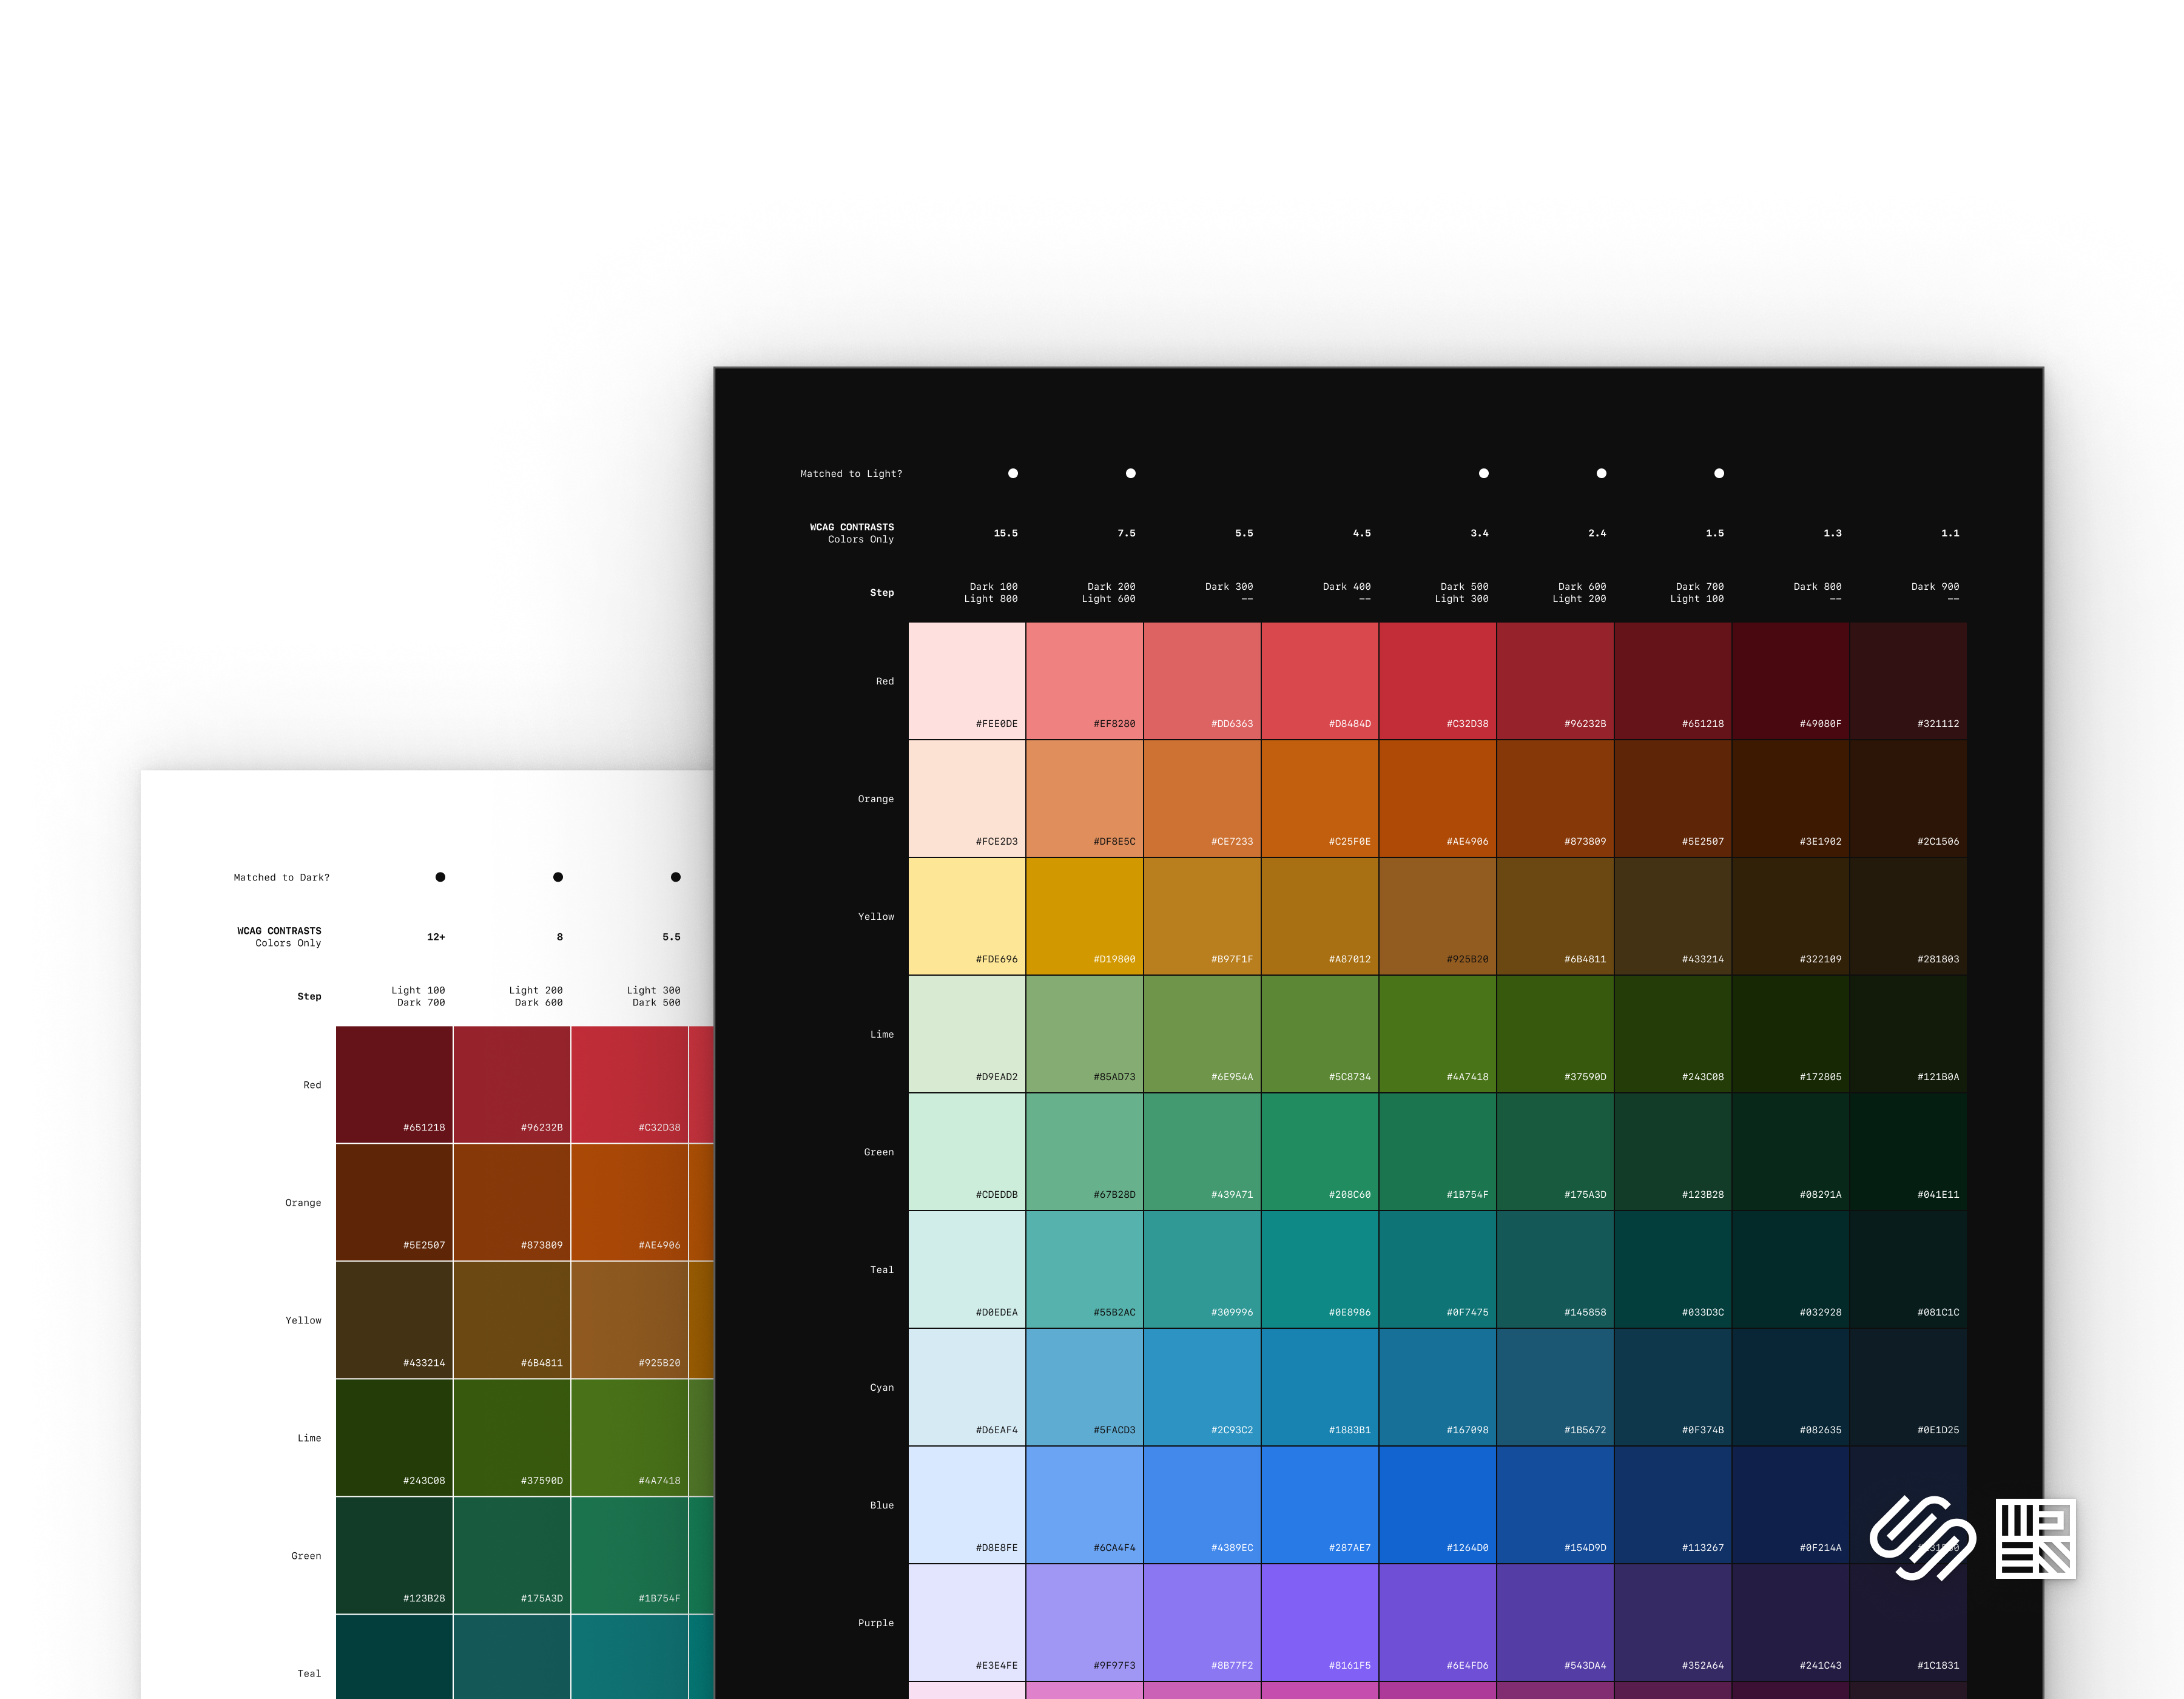 Matched to Light?
WCAG CONTRASTS 15.5 7.5 5.5 4.5 3.4 2.4 1.5 1.3 1.1
Colors Only
Step Dark 100 Dark 200 Dark 300 Dark 400 Dark 500 Dark 600 Dark 700 Dark 800 Dark 900
Light 800 Light 600 —— —— Light 300 Light 200 Light 100 —— ——
Red
#FEE0DE #EF8280 #DD6363 #D8484D #C32D38 #96232B #651218 #49080F #321112
Orange
#FCE2D3 #DF8E5C #CE7233 #C25F0E #AE4906 #873809 #5E2507 #3E1902 #2C1506
Yellow
#FDE696 #D19800 #B97F1F #A87012 #925B20 #6B4811 #433214 #322109 #281803
Lime
#D9EAD2 #85AD73 #6E954A #5C8734 #4A7418 #37590D #243C08 #172805 #121B0A
Green
#CDEDDB #67B28D #439A71 #208C60 #1B754F #175A3D #123B28 #08291A #041E11
Teal
#D0EDEA #55B2AC #309996 #0E8986 #0F7475 #145858 #033D3C #032928 #081C1C
Cyan
#D6EAF4 #5FACD3 #2C93C2 #1883B1 #167098 #1B5672 #0F374B #082635 #0E1D25
Blue
#D8E8FE #6CA4F4 #4389EC #287AE7 #1264D0 #154D9D #113267 #0F214A
Purple
#E3E4FE #9F97F3 #8B77F2 #8161F5 #6E4FD6 #543DA4 #352A64 #241C43 #1C1831
Matched to Dark?
WCAG CONTRASTS 12+ 8 5.5
Colors Only
Step Light 100 Light 200 Light 300
Dark 700 Dark 600 Dark 500
Red
#651218 #96232B #C32D38
Orange
#5E2507 #873809 #AE4906
Yellow
#433214 #6B4811 #925B20
Lime
#243C08 #37590D #4A7418
Green
#123B28 #175A3D #1B754F
Teal